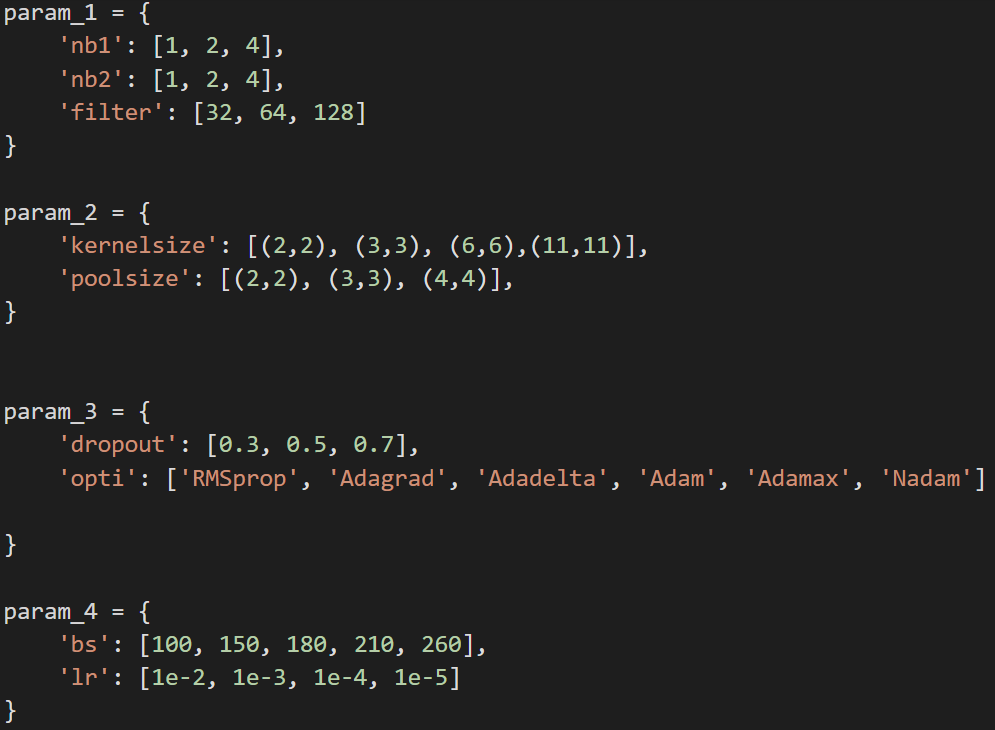 param_1 = {
    'nb1': [1, 2, 4],
    'nb2': [1, 2, 4],
    'filter': [32, 64, 128]
}
param_2 = {
    'kernelsize': [(2,2), (3,3), (6,6),(11,11)],
    'poolsize': [(2,2), (3,3), (4,4)],
}
param_3 = {
    'dropout': [0.3, 0.5, 0.7],
    'opti': ['RMSprop', 'Adagrad', 'Adadelta', 'Adam', 'Adamax', 'Nadam']
}
param_4 = {
    'bs': [100, 150, 180, 210, 260],
    'lr': [1e-2, 1e-3, 1e-4, 1e-5]
}